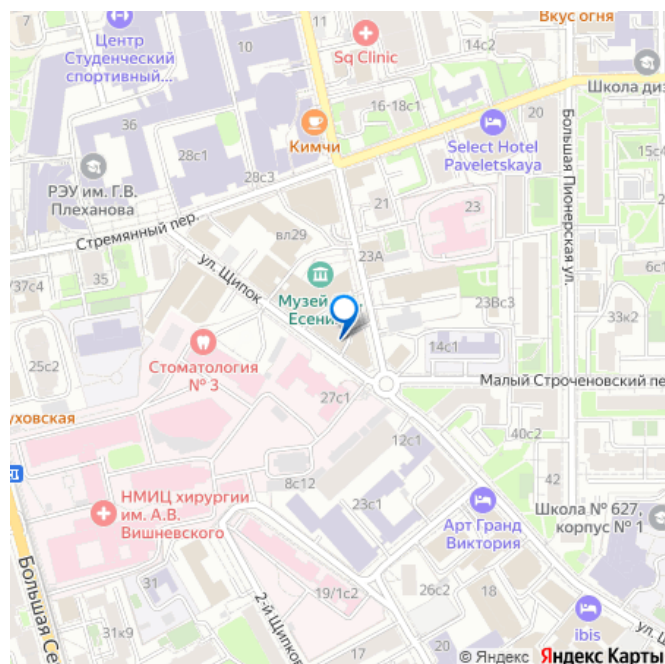 Вкус огня
Центр
Студенческий
спортивный...
10
11
14с2
Sq Clinic
Школа диз
36
16-18с1
20
Кимчи
Select Hotel
Paveletskaya
15с4
28с1
РЭУ им. Г.В.
Плеханова
28с3
Большая Пионерская ул.
21
23
Стремянный пер.
вл29
23А
6с1
35
/37с4
ул. Щипок
Музей
Есени
23Вс3
33к2
25с2
Стоматология
№ 3
14с1
Малый Строченовский пе
27с1
уховская
12с1
40с2
42
8с12
НМИЦ хирургии
им. А.В.
Вишневского
23с1
Арт Гранд
Виктория
Школа № 627,
корпус № 1
31
19/1с2
26с2
18
Большая Се
2-й Щипков
31к9
17
20
ibis
ул. Щ
© Яндекс Яндекс Карты